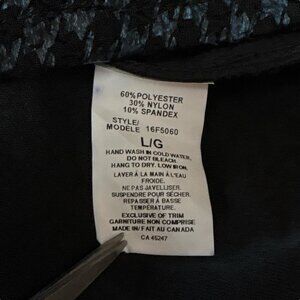 60% POLYESTER
30% NYLON
10% SPANDEX
STYLE/
MODELE 16F5060
L/G
HAND WASH IN COLD WATER,
DO NOT BLEACH.
HANG TO DRY. LOW IRON.
LAVER À LA MAIN À L'EAU
FROIDE.
NE PAS JAVELLISER.
SUSPENDRE POUR SÉCHER.
REPASSER À BASSE
TEMPÉRATURE.
EXCLUSIVE OF TRIM
GARNITURE NON COMPRISE
MADE IN/FAIT AU CANADA
CA 45247